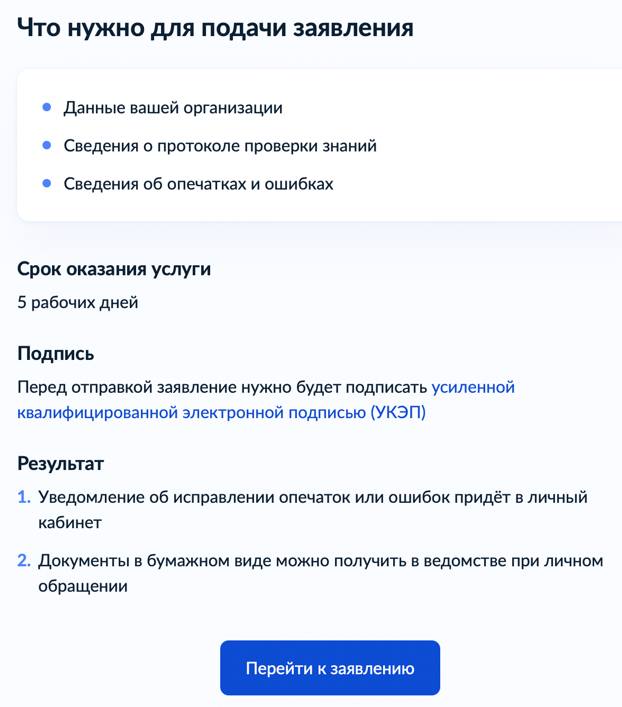 Что нужно для подачи заявления
Данные вашей организации
Сведения о протоколе проверки знаний
Сведения об опечатках и ошибках
Срок оказания услуги
5 рабочих дней
Подпись
Перед отправкой заявление нужно будет подписать усиленной
квалифицированной электронной подписью (УКЭП)
Результат
1. Уведомление об исправлении опечаток или ошибок придёт в личный
кабинет
2. Документы в бумажном виде можно получить в ведомстве при личном
обращении
Перейти к заявлению